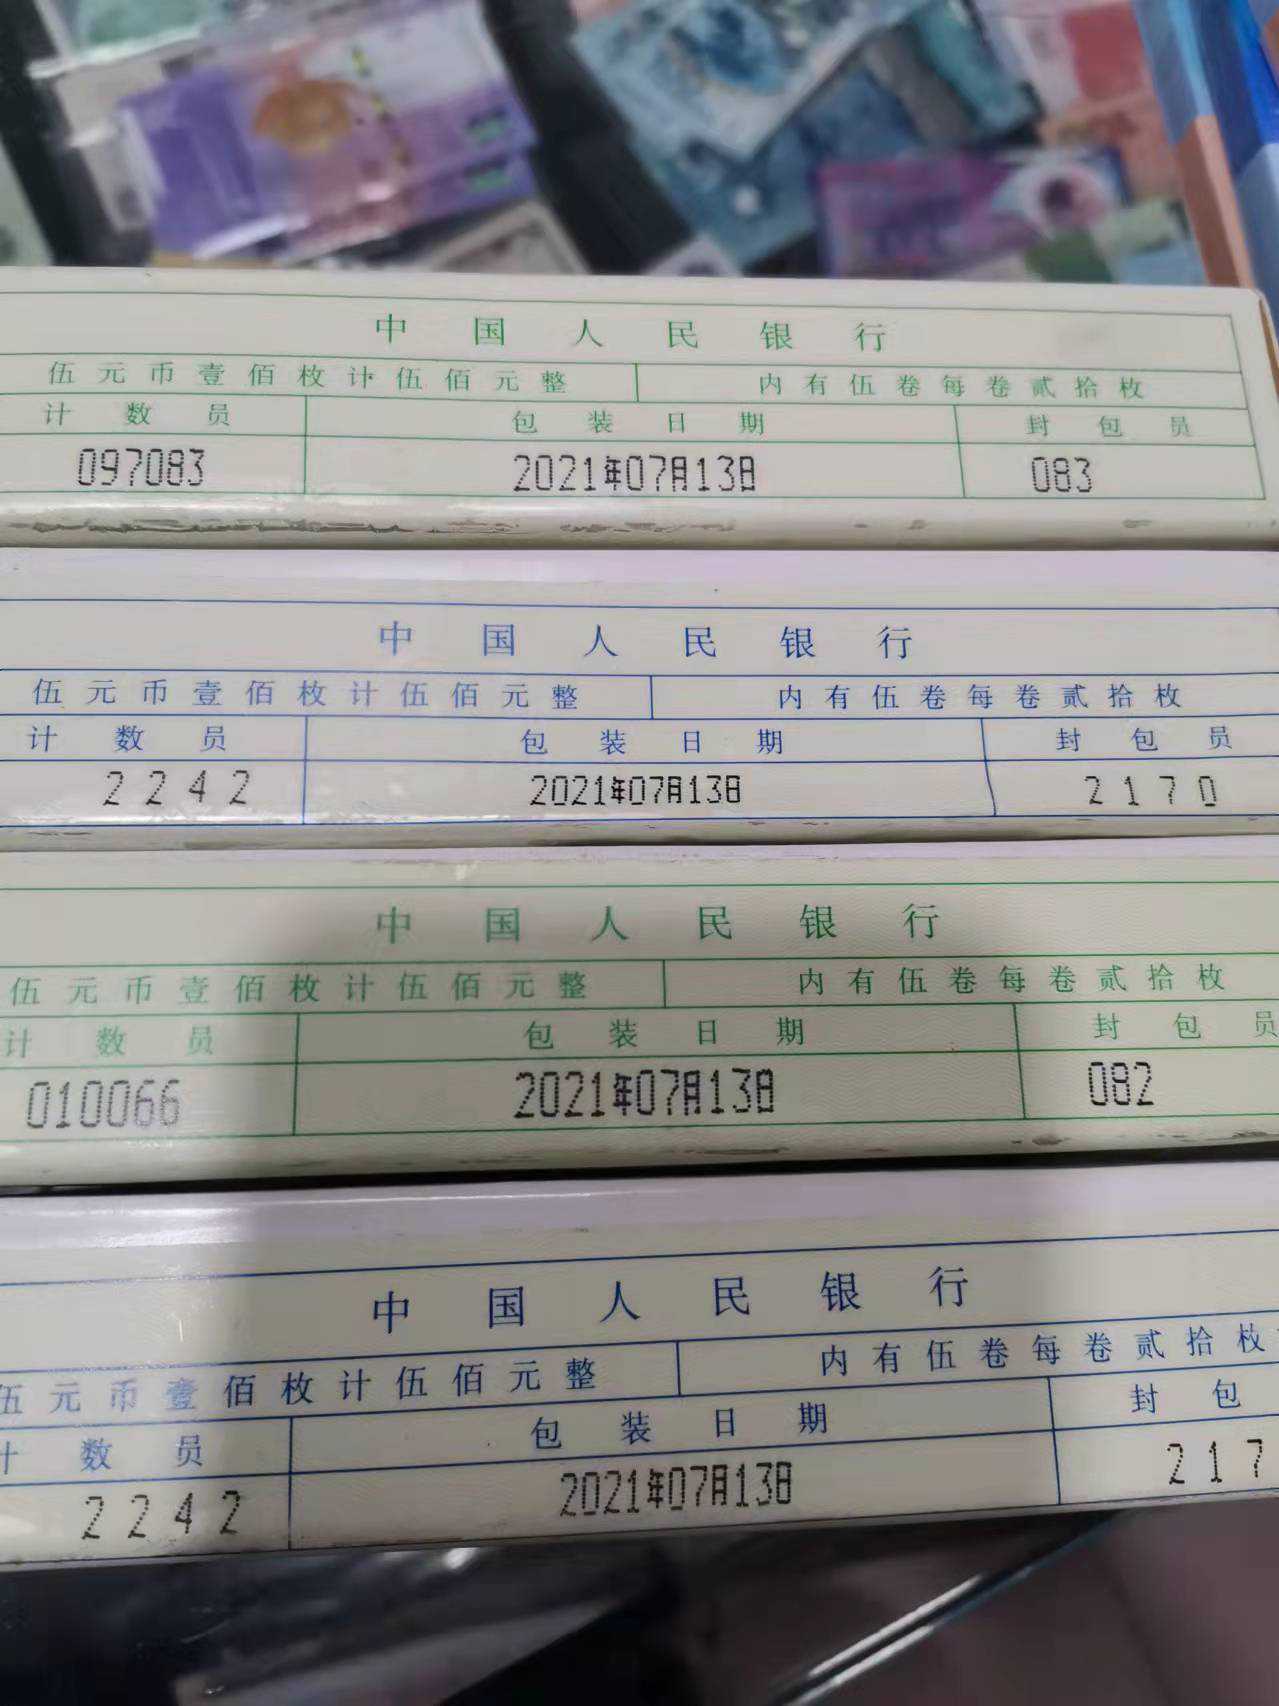 中国人民银行
伍元币壹佰枚计伍佰元整 内有伍卷每卷贰拾枚
计数员 包装日期 封包员
097083 2021年07月13日 083
中国人民银行
伍元币壹佰枚计伍佰元整 内有伍卷每卷贰拾枚
计数员 包装日期 封包员
2242 2021年07月13日 2170
中国人民银行
伍元币壹佰枚计伍佰元整 内有伍卷每卷贰拾枚
计数员 包装日期 封包员
010066 2021年07月13日 082
中国人民银行
伍元币壹佰枚计伍佰元整 内有伍卷每卷贰拾枚
计数员 包装日期 封包
2242 2021年07月13日 217